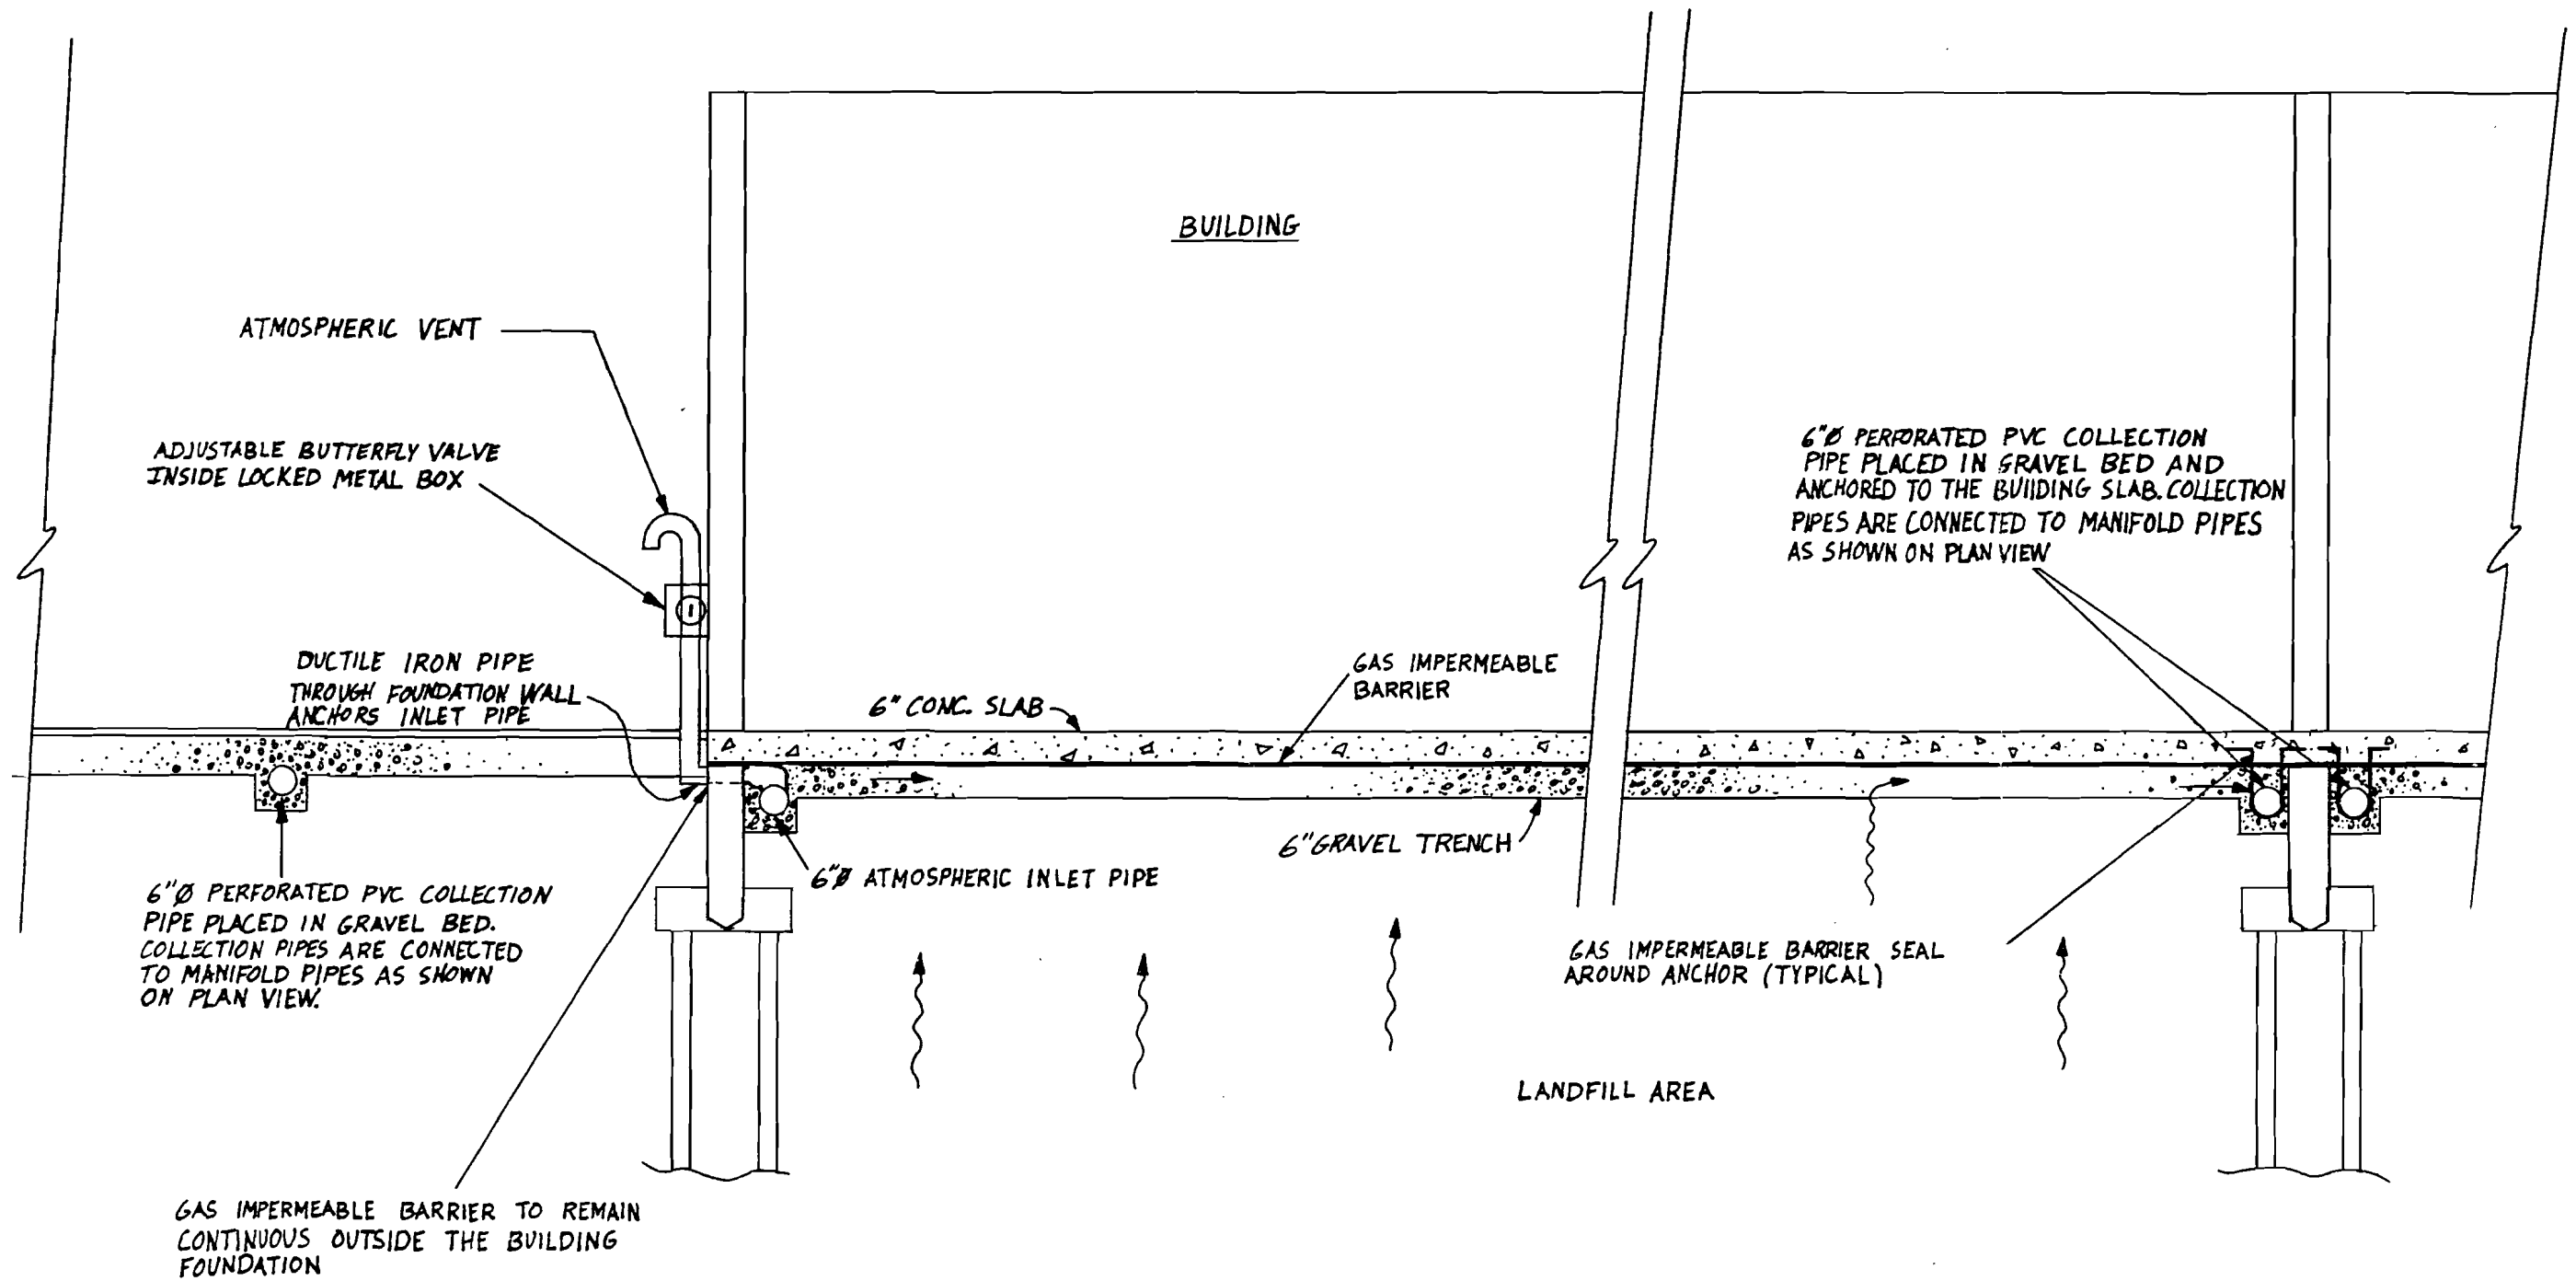 BUILDING
ATMOSPHERIC VENT
ADJUSTABLE BUTTERFLY VALVE
INSIDE LOCKED METAL BOX
6"Ø PERFORATED PVC COLLECTION
PIPE PLACED IN GRAVEL BED AND
ANCHORED TO THE BUIIDING SLAB. COLLECTION
PIPES ARE CONNECTED TO MANIFOLD PIPES
AS SHOWN ON PLAN VIEW
DUCTILE IRON PIPE
THROUGH FOUNDATION WALL
ANCHORS INLET PIPE
6" CONC. SLAB
GAS IMPERMEABLE
BARRIER
6" GRAVEL TRENCH
6"Ø ATMOSPHERIC INLET PIPE
6"Ø PERFORATED PVC COLLECTION
PIPE PLACED IN GRAVEL BED.
COLLECTION PIPES ARE CONNECTED
TO MANIFOLD PIPES AS SHOWN
ON PLAN VIEW.
GAS IMPERMEABLE BARRIER SEAL
AROUND ANCHOR (TYPICAL)
LANDFILL AREA
GAS IMPERMEABLE BARRIER TO REMAIN
CONTINUOUS OUTSIDE THE BUILDING
FOUNDATION